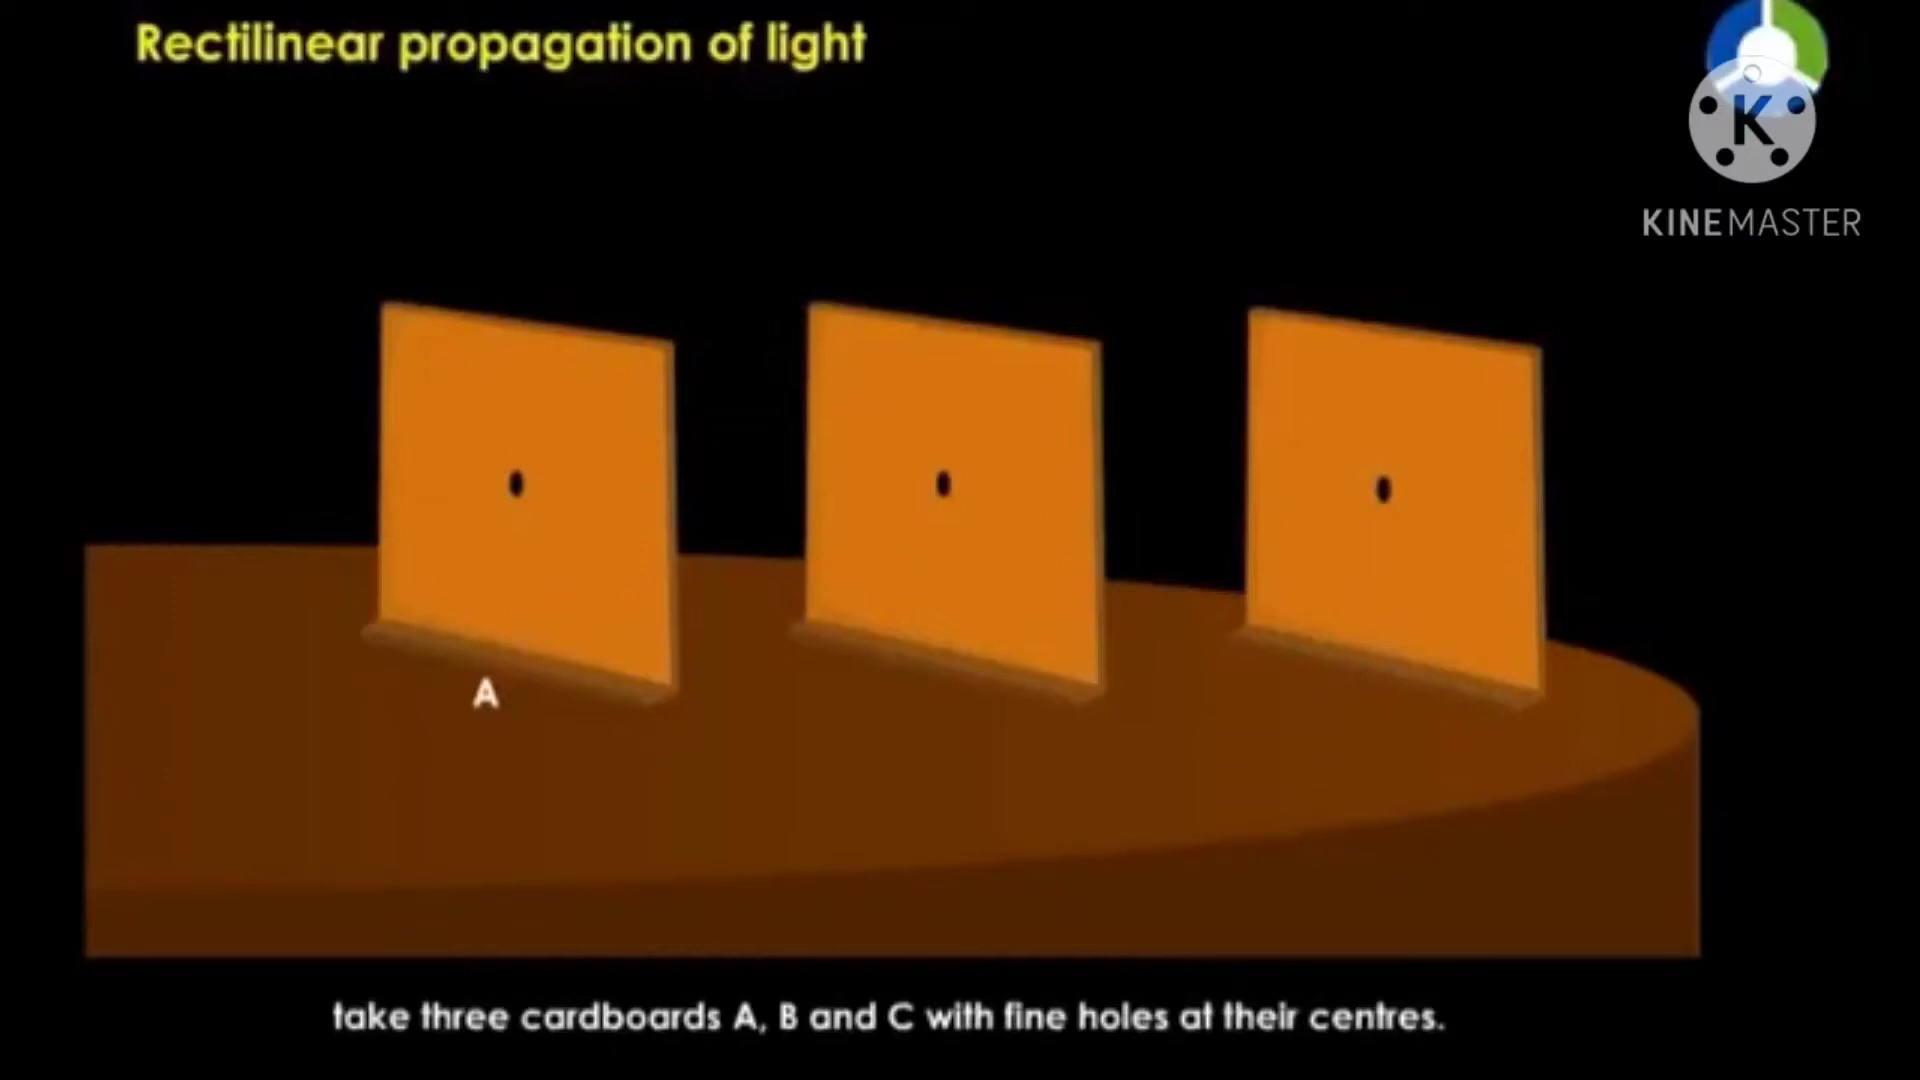 Rectilinear propagation of light
K
KINEMASTER
A
take three cardboards A, B and C with fine holes at their centres.